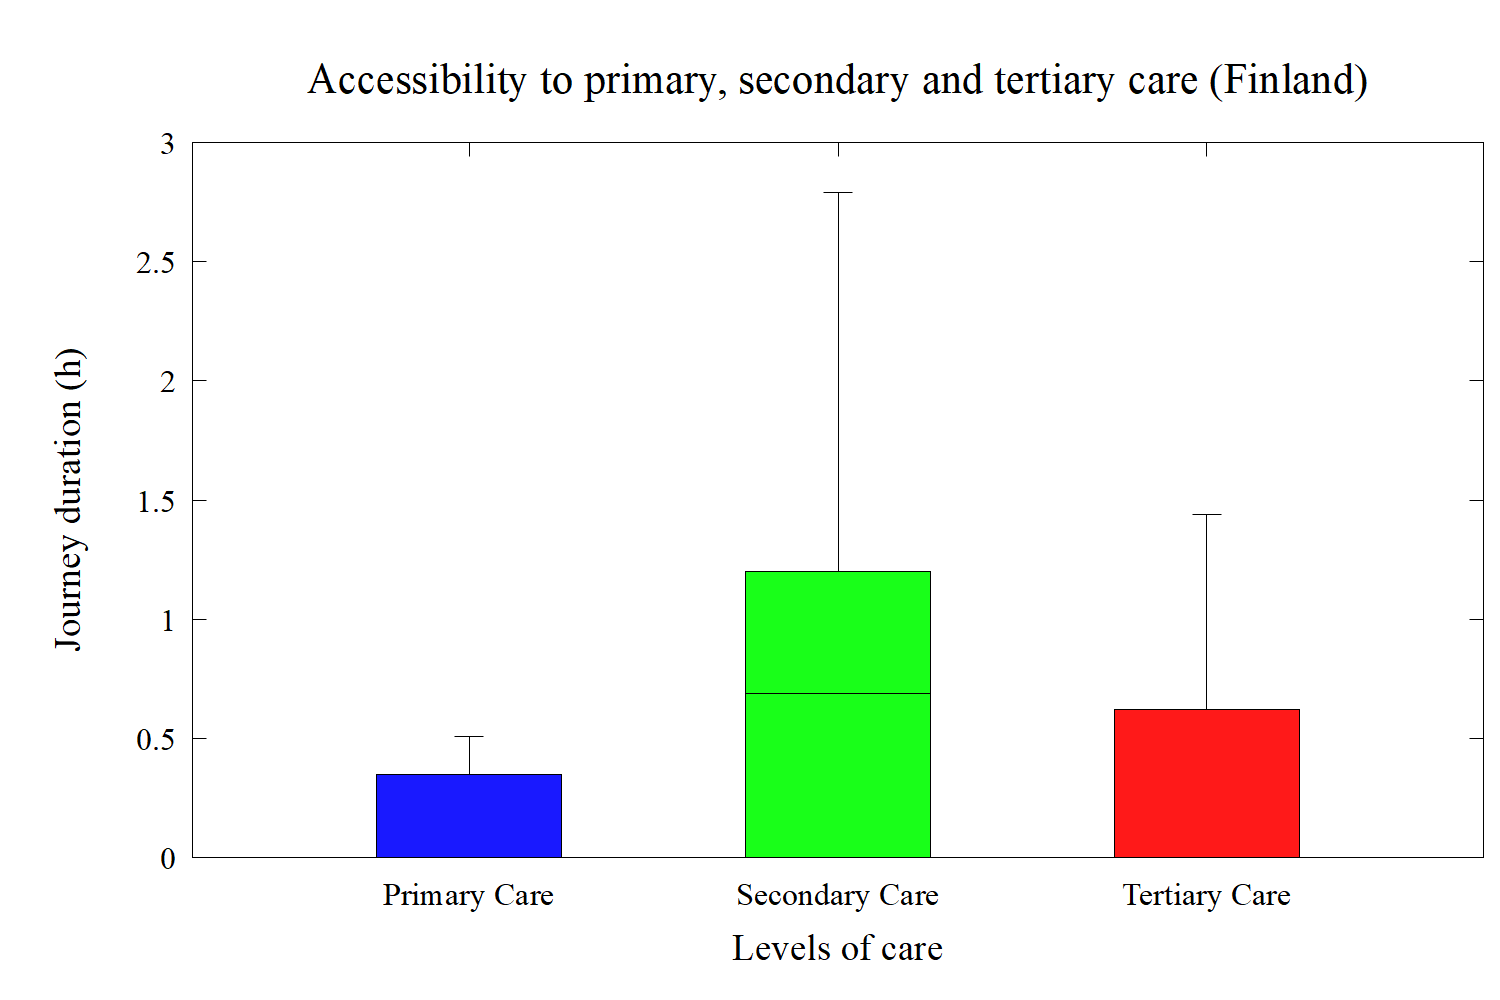 Accessibility to primary, secondary and tertiary care (Finland)
3
2.5
2
1.5
1
0.5
0
Journey duration (h)
Primary Care
Secondary Care
Tertiary Care
Levels of care